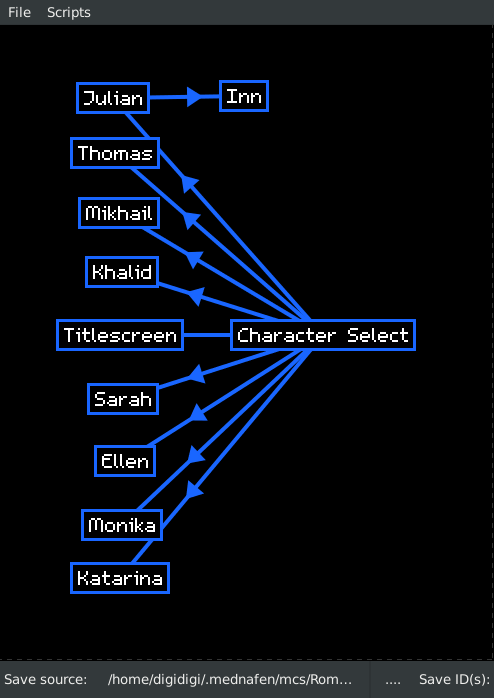 File Scripts
Julian Inn
Thomas
Mikhail
Khalid
Titlescreen Character Select
Sarah
Ellen
Monika
Katarina
Save source: /home/digidigi/.mednafen/mcs/Rom... .... Save ID(s):